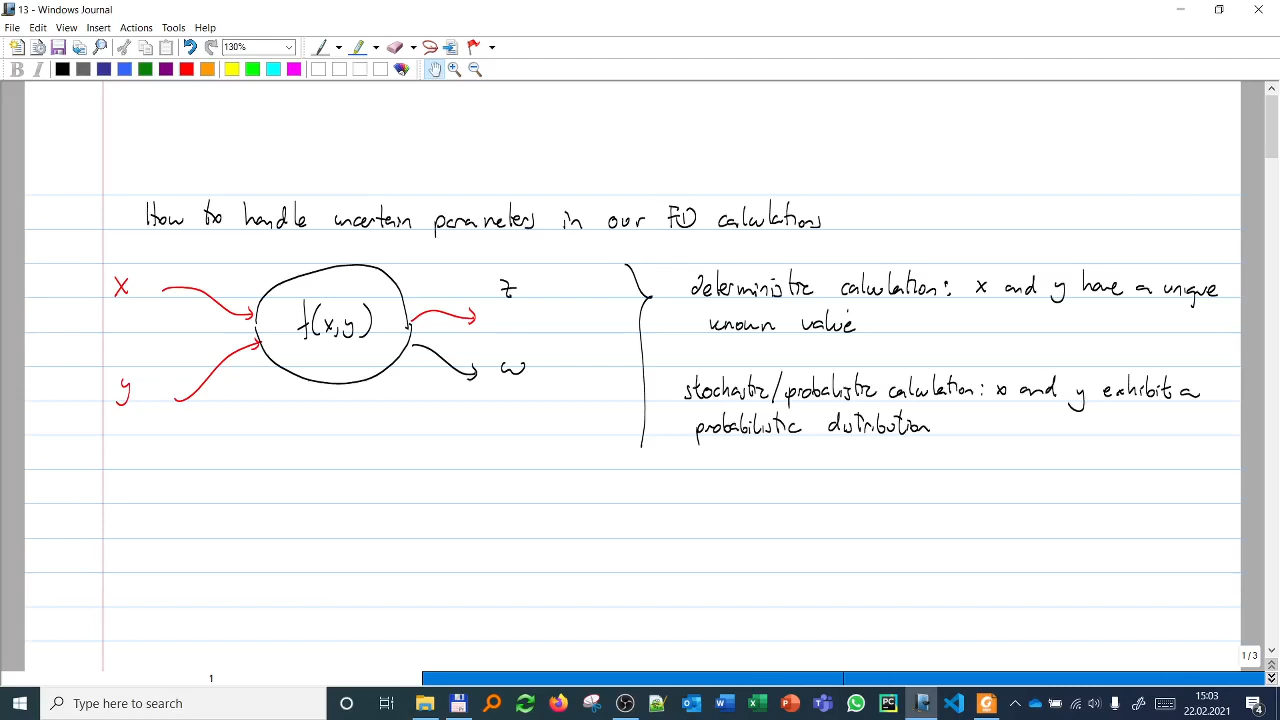 13 - Windows Journal
File Edit View Insert Actions Tools Help
130%
B I
How to handle uncertain parameters in our FD calculations
x
f(x,y)
z
y
w
deterministic calculation: x and y have a unique
known value
stochastic/probalistic calculation: x and y exhibit a
probabilistic distribution
1 / 3
1
Type here to search
15:03
22.02.2021